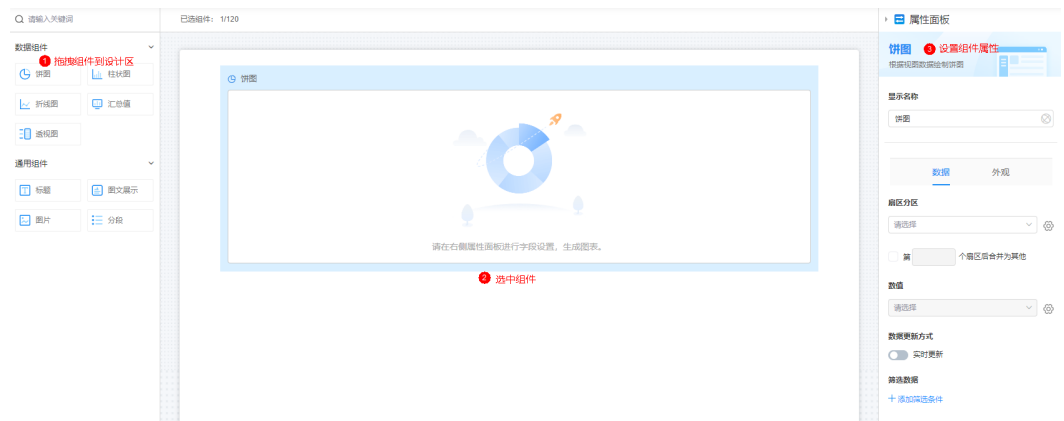 请输入关键词
数据组件
1 拖拽组件到设计区
饼图
柱状图
折线图
汇总值
透视图
通用组件
标题
图文展示
图片
分段
已选组件： 1/120
饼图
请在右侧属性面板进行字段设置，生成图表。
2 选中组件
属性面板
饼图
3 设置组件属性
根据视图数据绘制饼图
显示名称
饼图
数据
外观
扇区分区
请选择
第 个扇区后合并为其他
数值
请选择
数据更新方式
实时更新
筛选数据
添加筛选条件